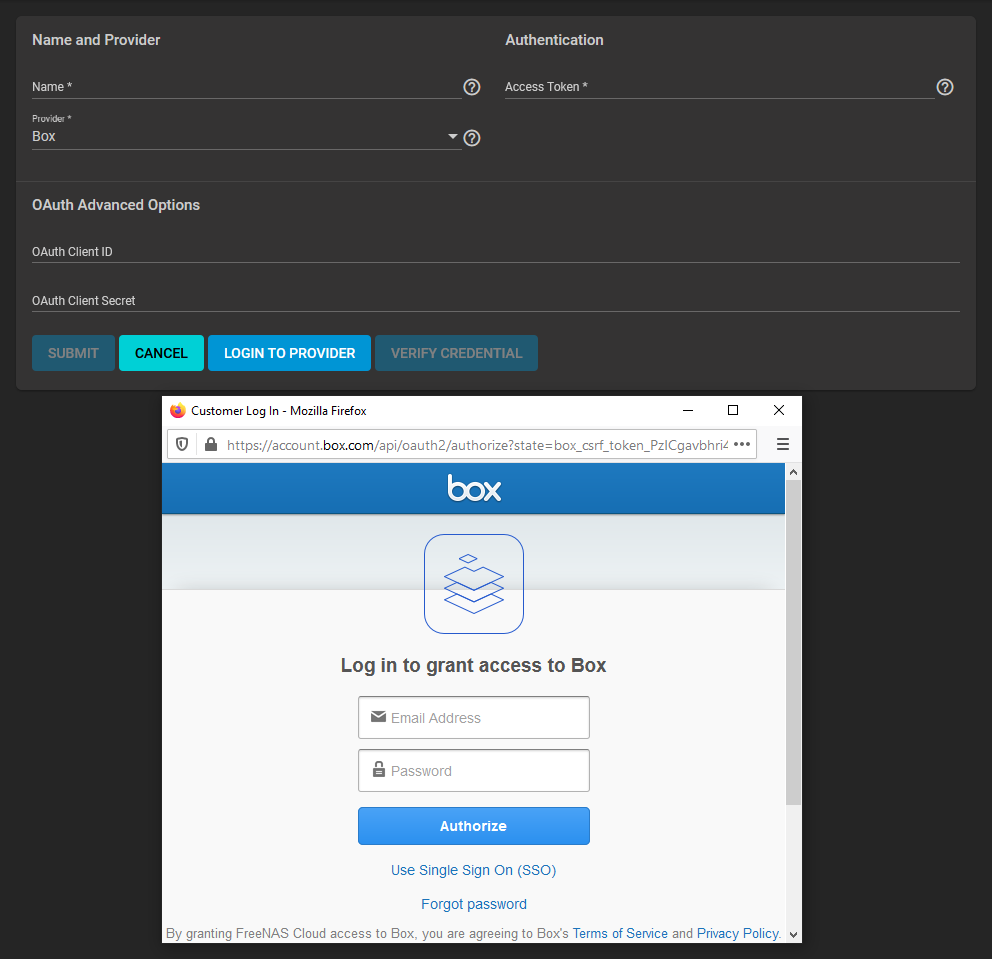 Name and Provider
Authentication
Name *
Access Token *
Provider *
Box
OAuth Advanced Options
OAuth Client ID
OAuth Client Secret
SUBMIT
CANCEL
LOGIN TO PROVIDER
VERIFY CREDENTIAL
Customer Log In - Mozilla Firefox
https://account.box.com/api/oauth2/authorize?state=box_csrf_token_PzICgavbhri4
box
Log in to grant access to Box
Email Address
Password
Authorize
Use Single Sign On (SSO)
Forgot password
By granting FreeNAS Cloud access to Box, you are agreeing to Box's Terms of Service and Privacy Policy.